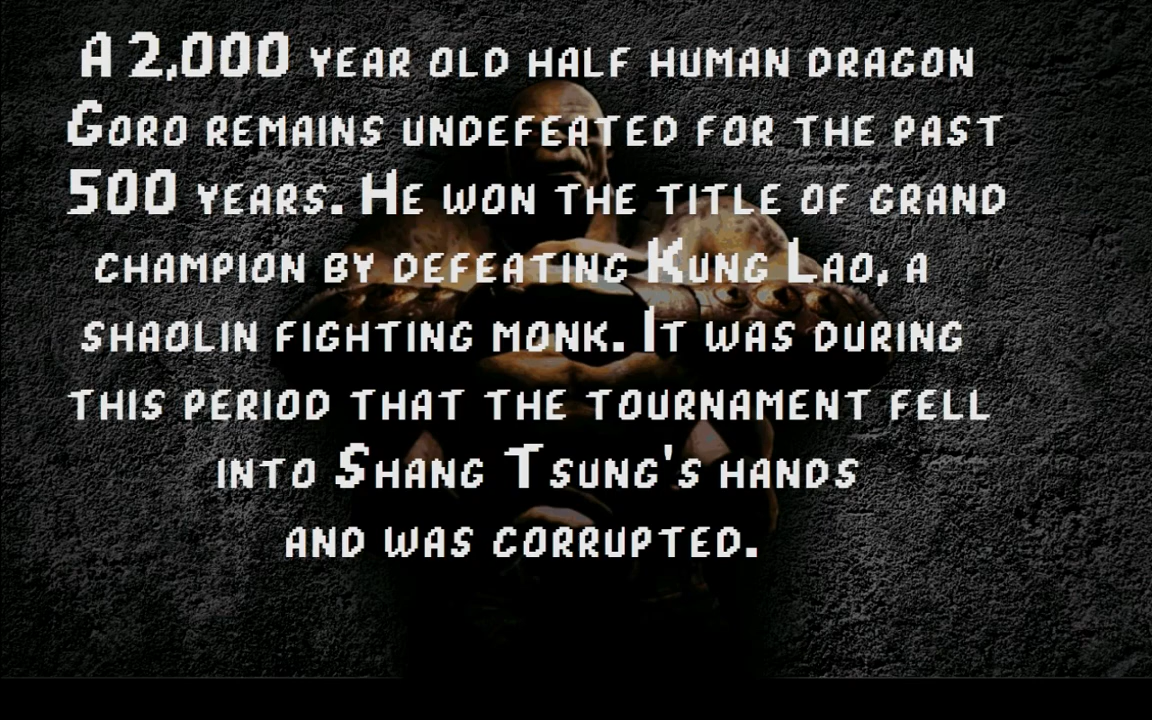 A 2,000 YEAR OLD HALF HUMAN DRAGON
GORO REMAINS UNDEFEATED FOR THE PAST
500 YEARS. HE WON THE TITLE OF GRAND
CHAMPION BY DEFEATING KUNG LAO, A
SHAOLIN FIGHTING MONK. IT WAS DURING
THIS PERIOD THAT THE TOURNAMENT FELL
INTO SHANG TSUNG'S HANDS
AND WAS CORRUPTED.